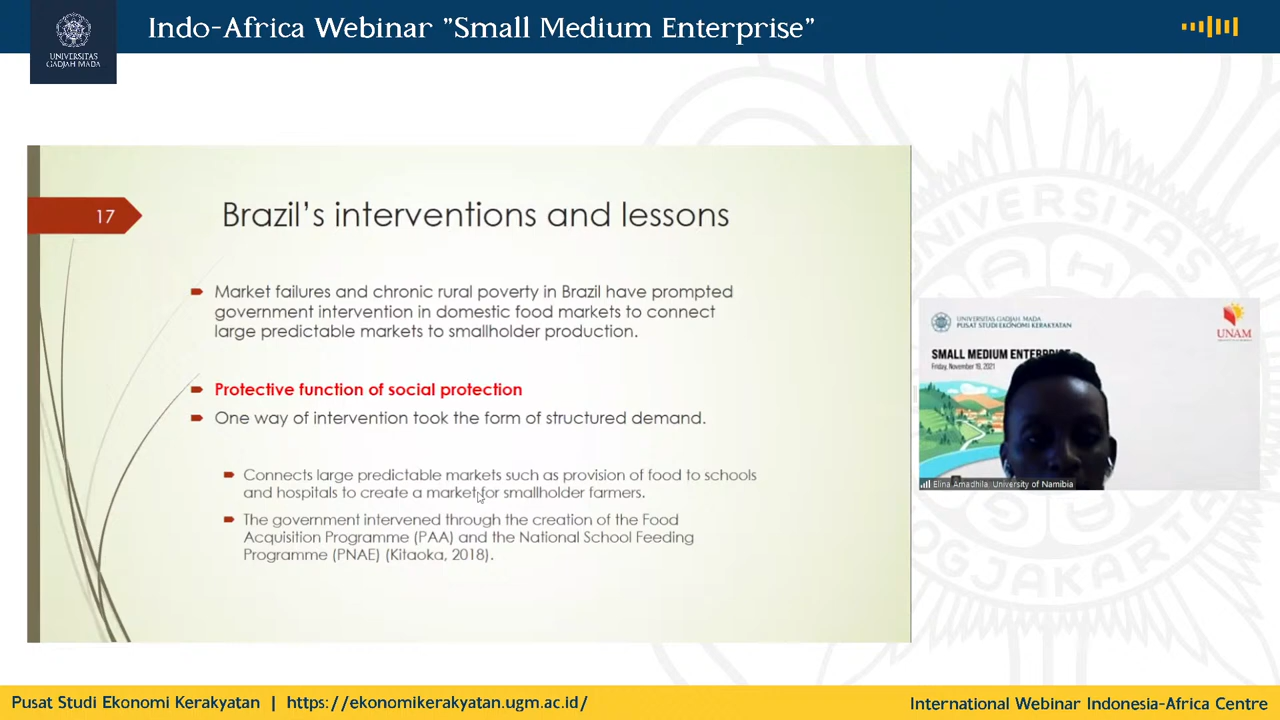 Indo-Africa Webinar "Small Medium Enterprise"
UNIVERSITAS
GADJAH MADA
17
Brazil's interventions and lessons
Market failures and chronic rural poverty in Brazil have prompted
government intervention in domestic food markets to connect
large predictable markets to smallholder production.
Protective function of social protection
One way of intervention took the form of structured demand.
Connects large predictable markets such as provision of food to schools
and hospitals to create a market for smallholder farmers.
The government intervened through the creation of the Food
Acquisition Programme (PAA) and the National School Feeding
Programme (PNAE) (Kitaoka, 2018).
UNIVERSITAS GADJAH MADA
PUSAT STUDI EKONOMI KERAKYATAN
UNAM
SMALL MEDIUM ENTERPRISE
Friday, November 19, 2021
Elina Amadhila: University of Namibia
Pusat Studi Ekonomi Kerakyatan | https://ekonomikerakyatan.ugm.ac.id/
International Webinar Indonesia-Africa Centre